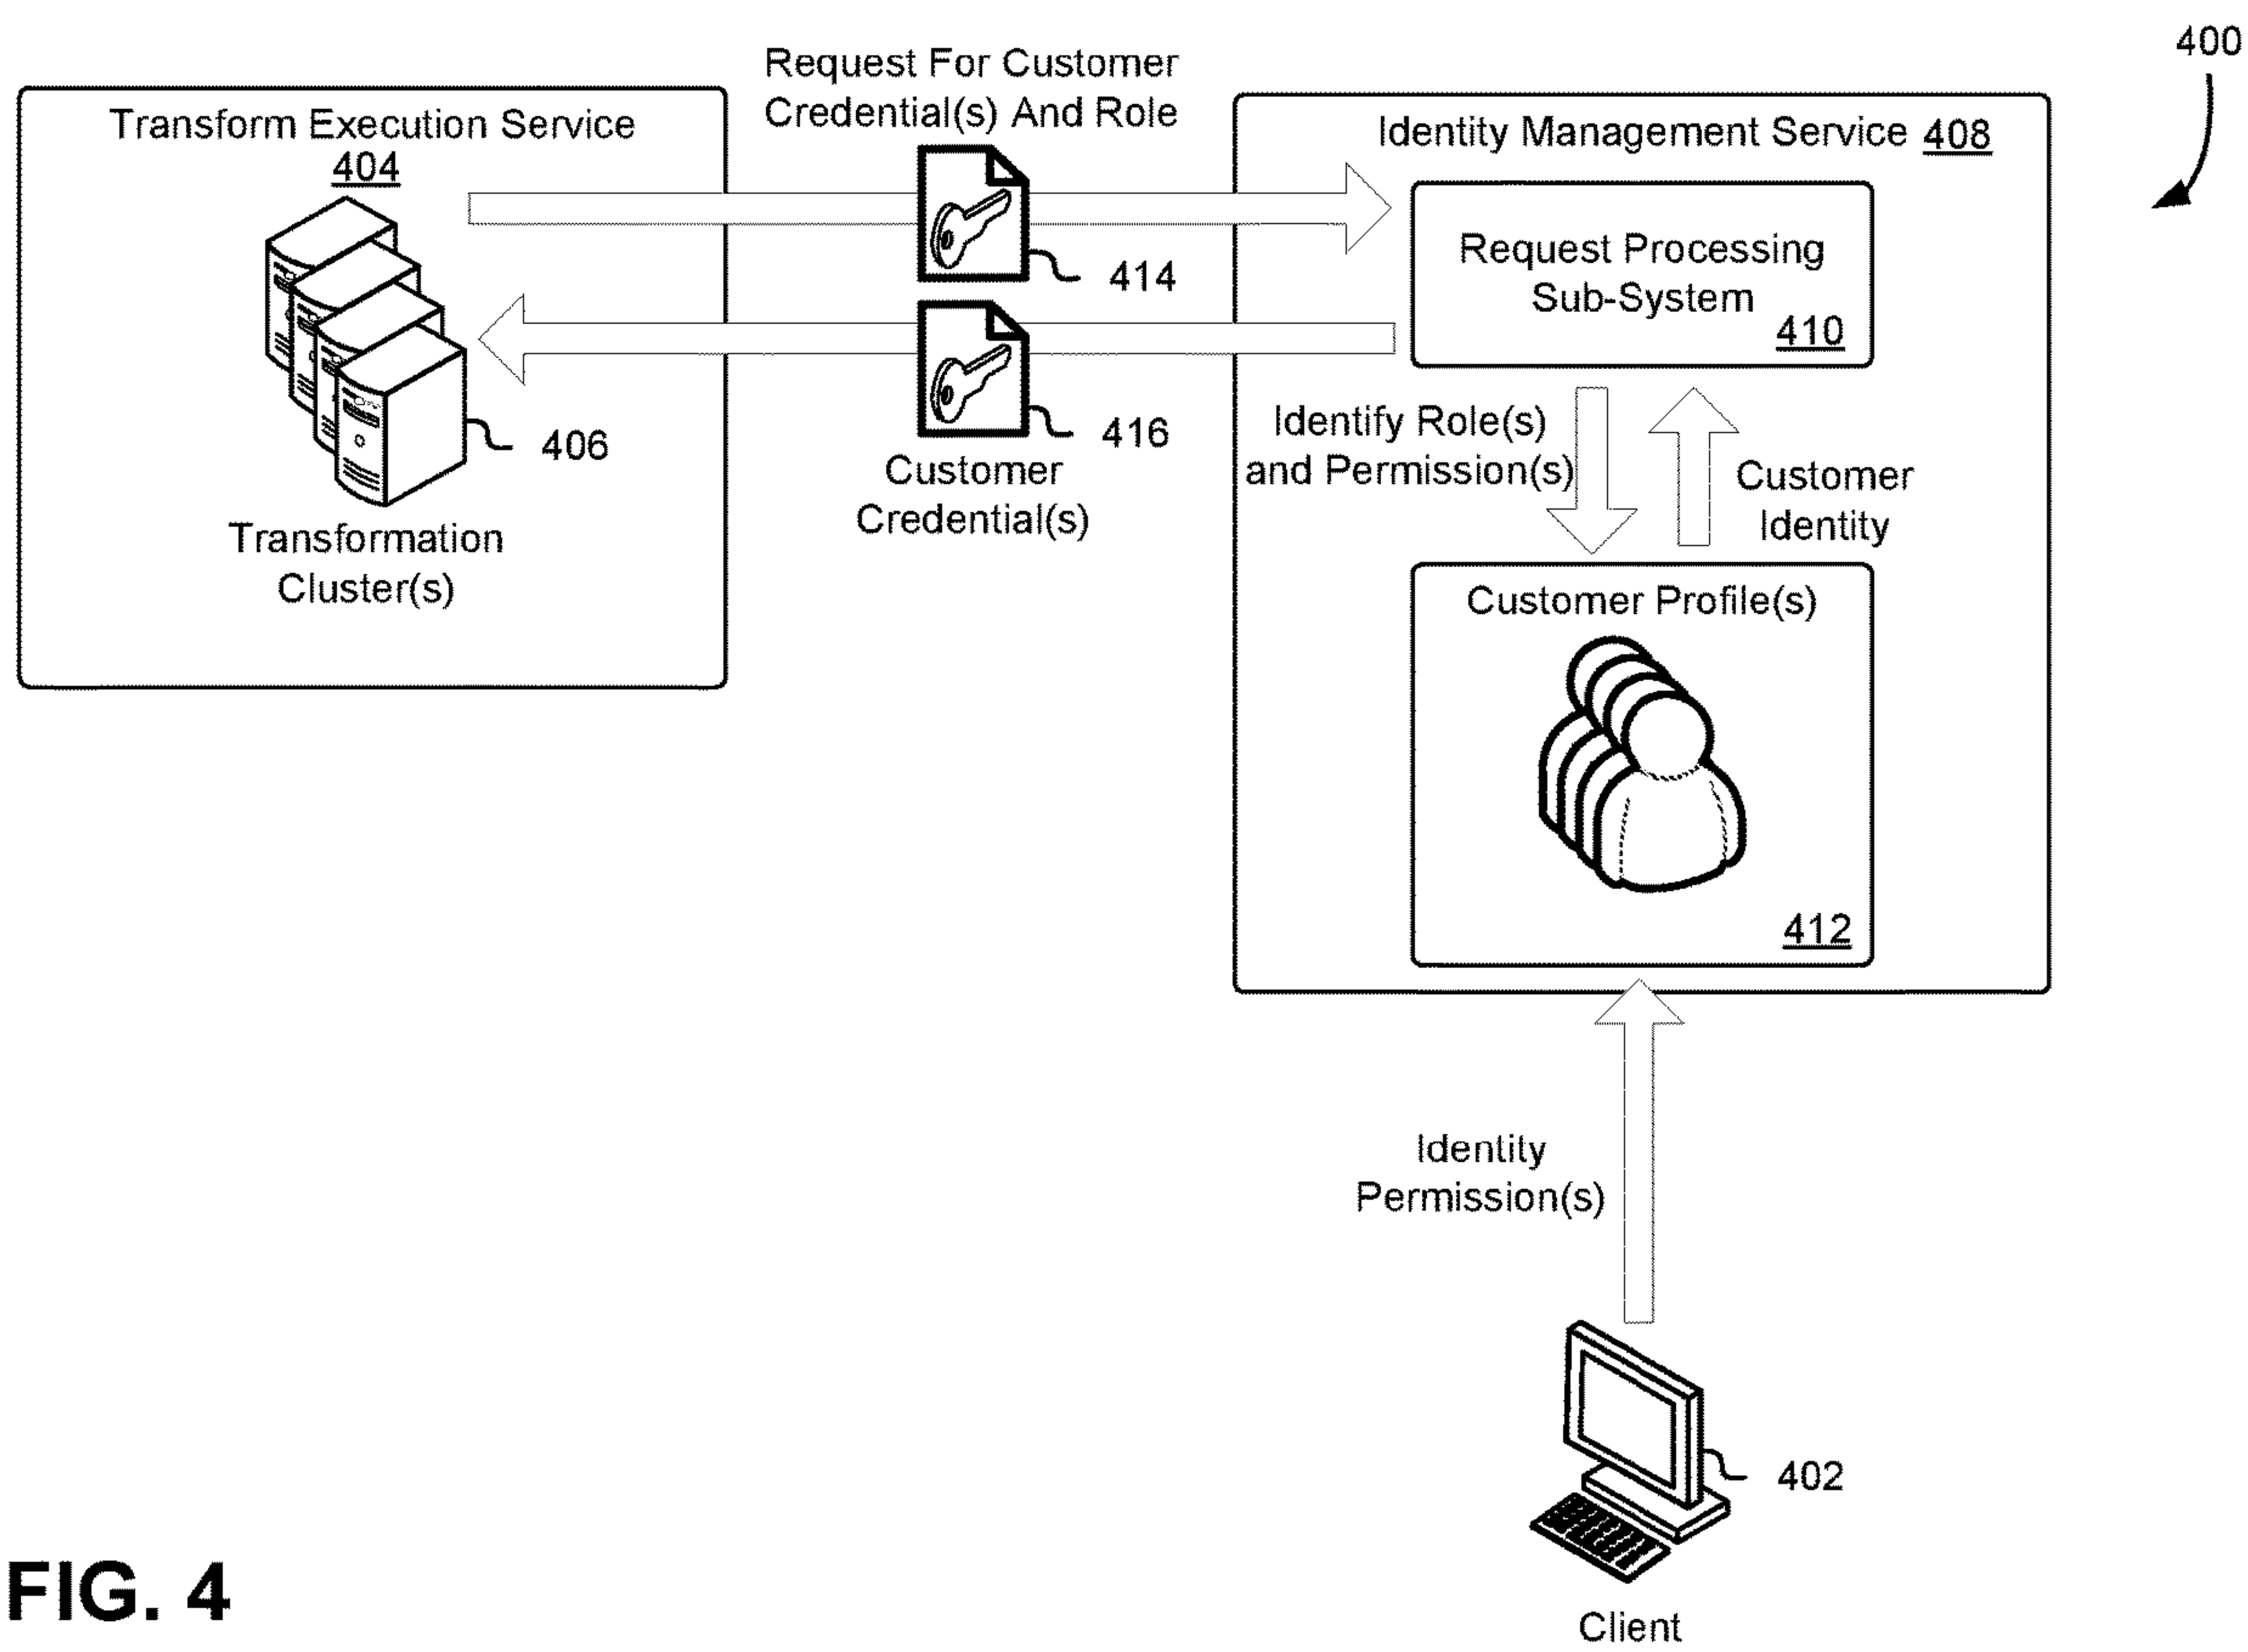 400
Request For Customer
Credential(s) And Role
Transform Execution Service
404
Identity Management Service 408
Request Processing
Sub-System
410
414
416
406
Customer
Credential(s)
Transformation
Cluster(s)
Identify Role(s)
and Permission(s)
Customer
Identity
Customer Profile(s)
412
Identity
Permission(s)
402
Client
FIG. 4